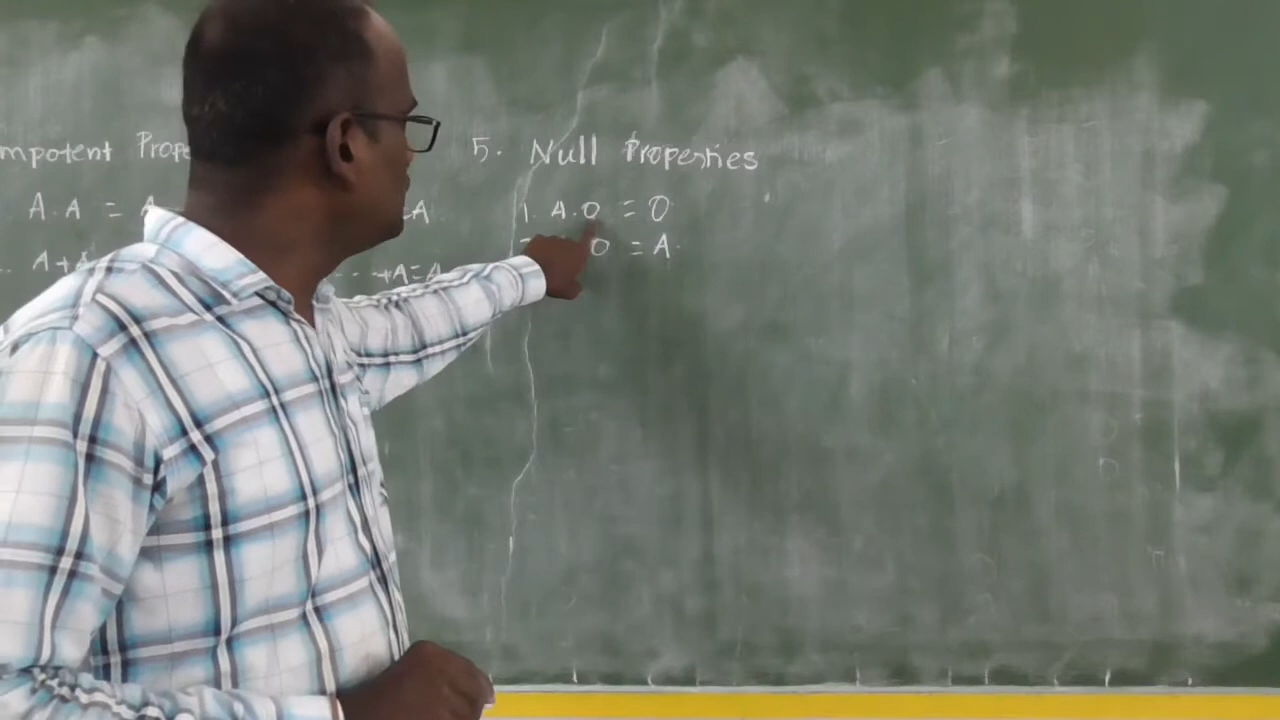 mpotent Prope
A.A = A
A+A
=A
+A=A
5. Null Properties
1. A.0 = 0
0 = A.